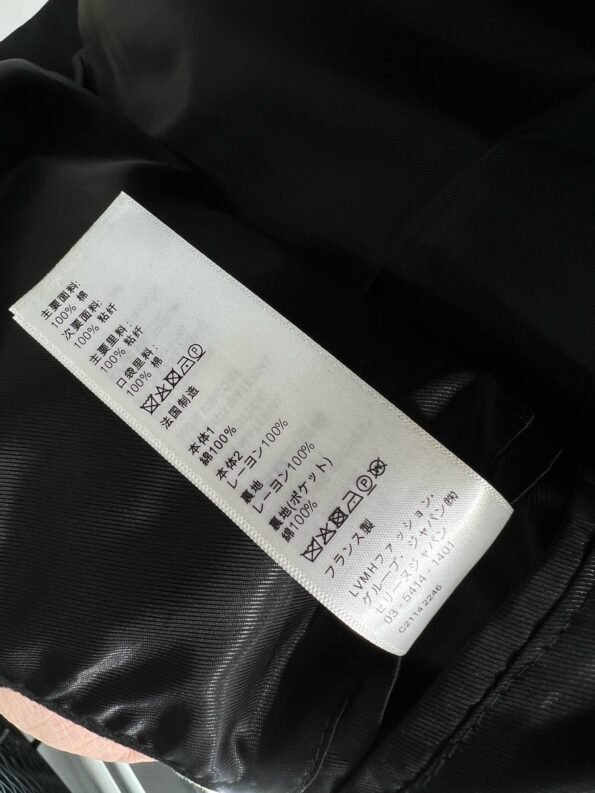 主要面料:
100% 棉
次要面料:
100% 粘纤
主要里料:
100% 粘纤
口袋里料:
100% 棉
法国制造
本体1
綿100%
本体2
レーヨン100%
裏地
レーヨン100%
裏地(ポケット)
綿100%
フランス製
LVMHファッション・
グループ・ジャパン(株)
セリーヌジャパン
03 - 5414 - 1401
C2114 2246